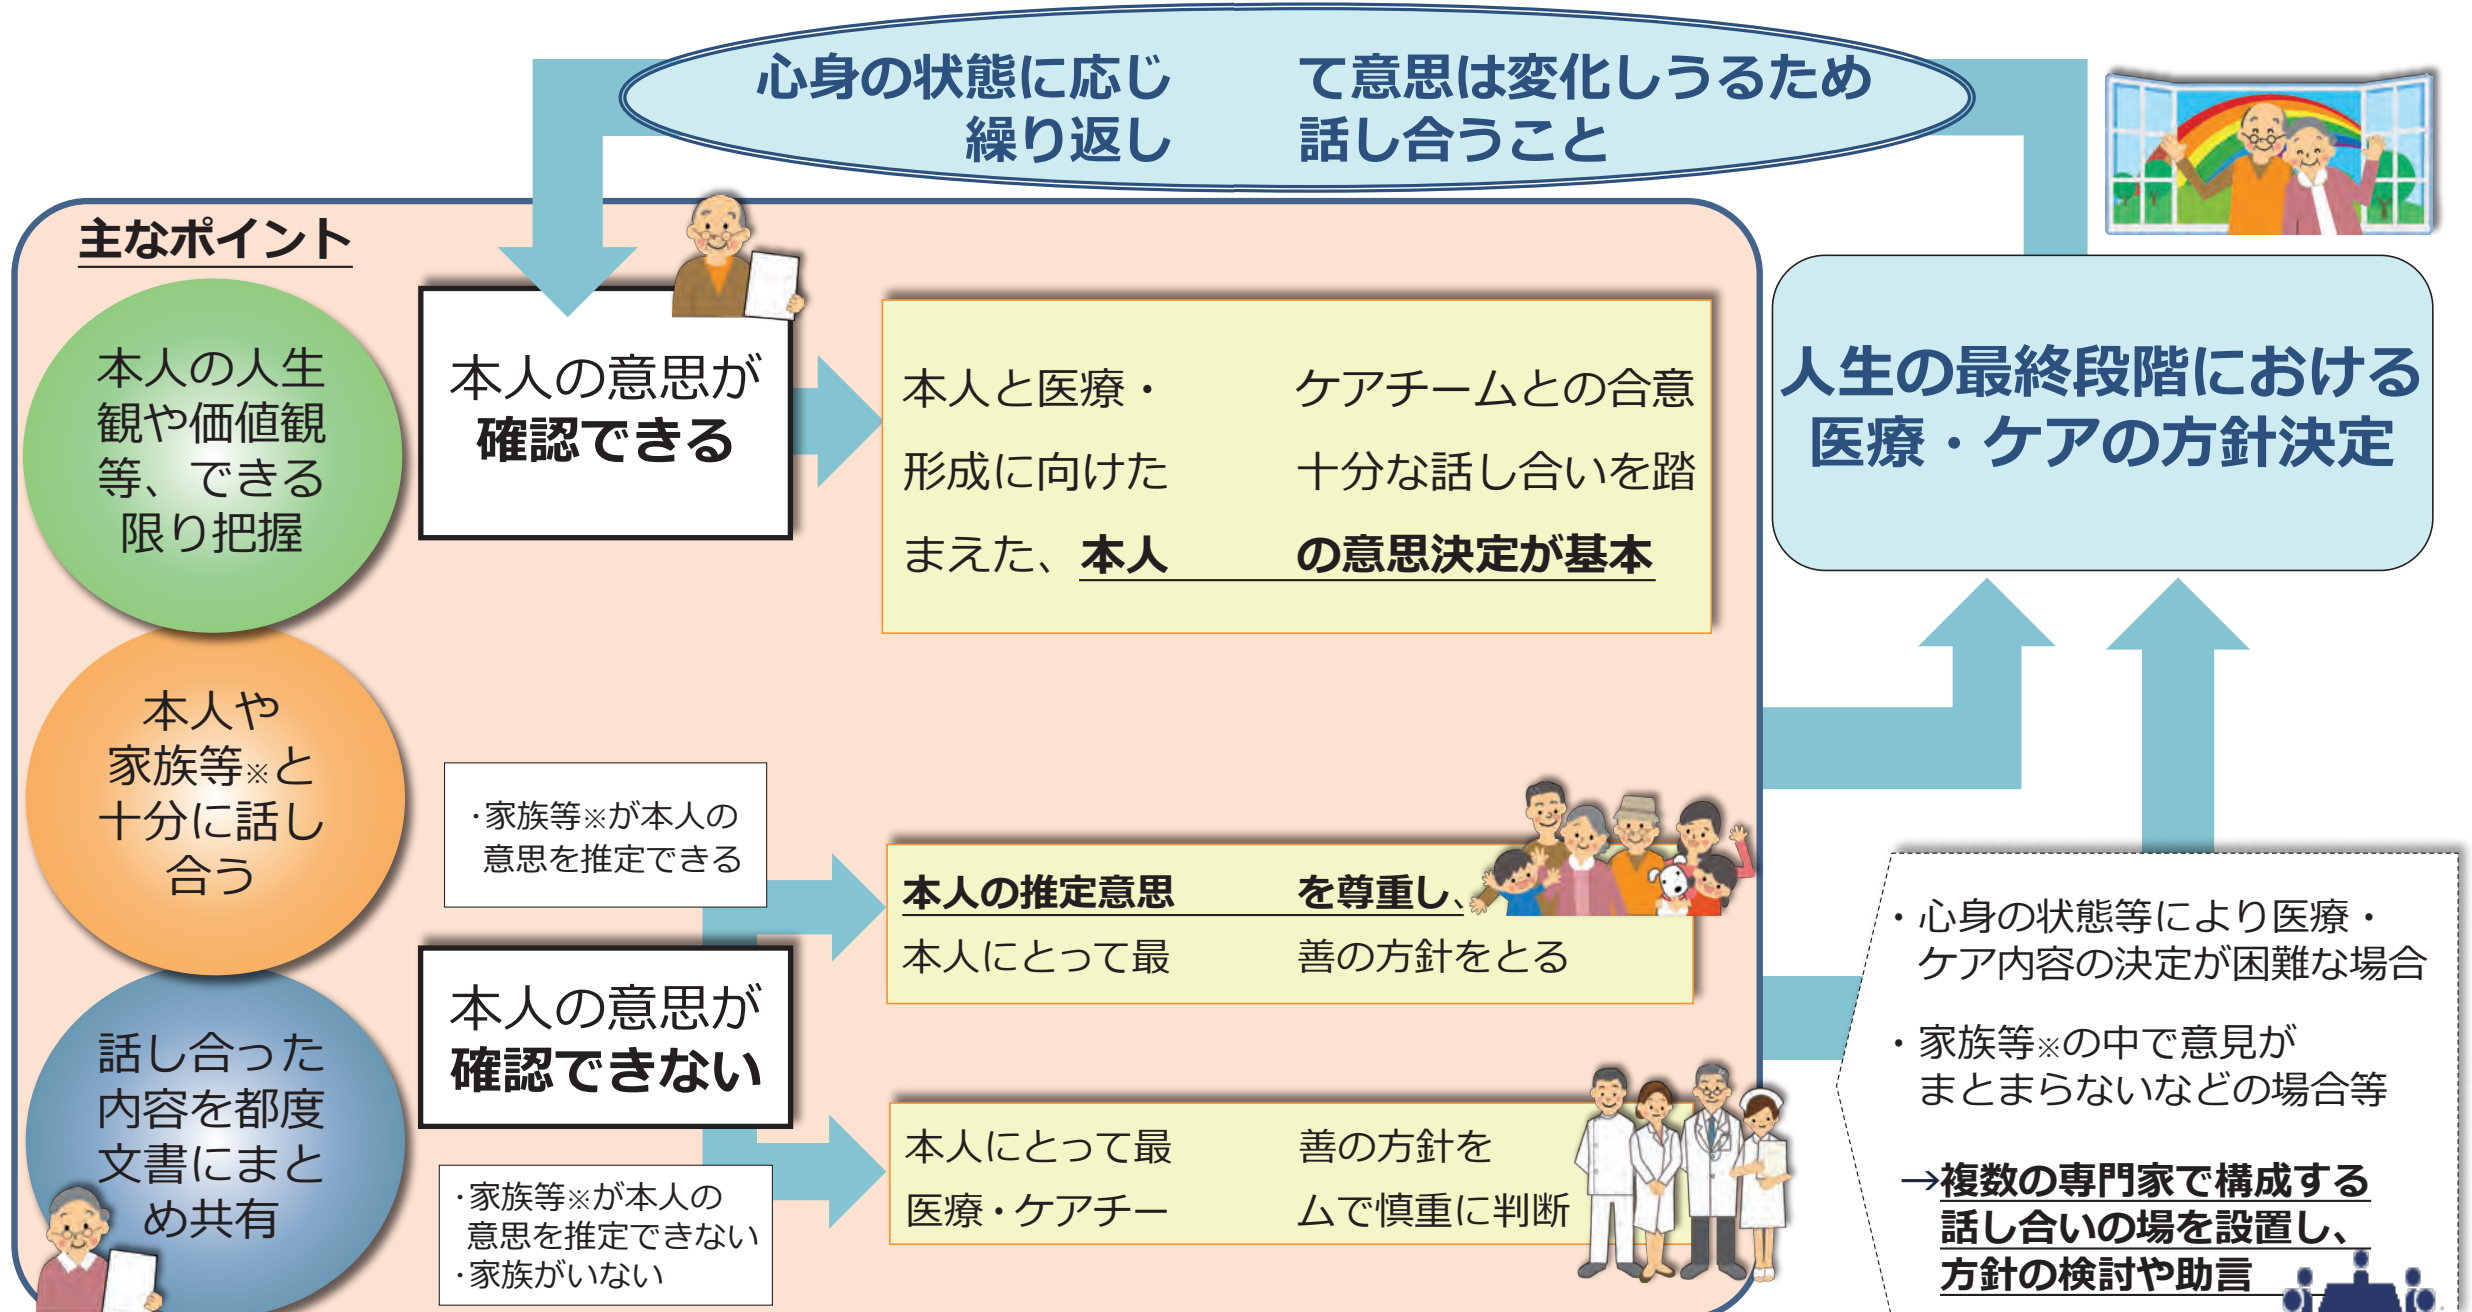 心身の状態に応じて意思は変化しうるため
繰り返し話し合うこと
主なポイント
本人の人生
観や価値観
等、できる
限り把握
本人や
家族等※と
十分に話し
合う
話し合った
内容を都度
文書にまと
め共有
本人の意思が
確認できる
本人と医療・ケアチームとの合意
形成に向けた十分な話し合いを踏
まえた、本人の意思決定が基本
人生の最終段階における
医療・ケアの方針決定
・家族等※が本人の
意思を推定できる
本人の推定意思を尊重し、
本人にとって最善の方針をとる
本人の意思が
確認できない
・家族等※が本人の
意思を推定できない
・家族がいない
本人にとって最善の方針を
医療・ケアチームで慎重に判断
・心身の状態等により医療・
ケア内容の決定が困難な場合
・家族等※の中で意見が
まとまらないなどの場合等
→複数の専門家で構成する
話し合いの場を設置し、
方針の検討や助言